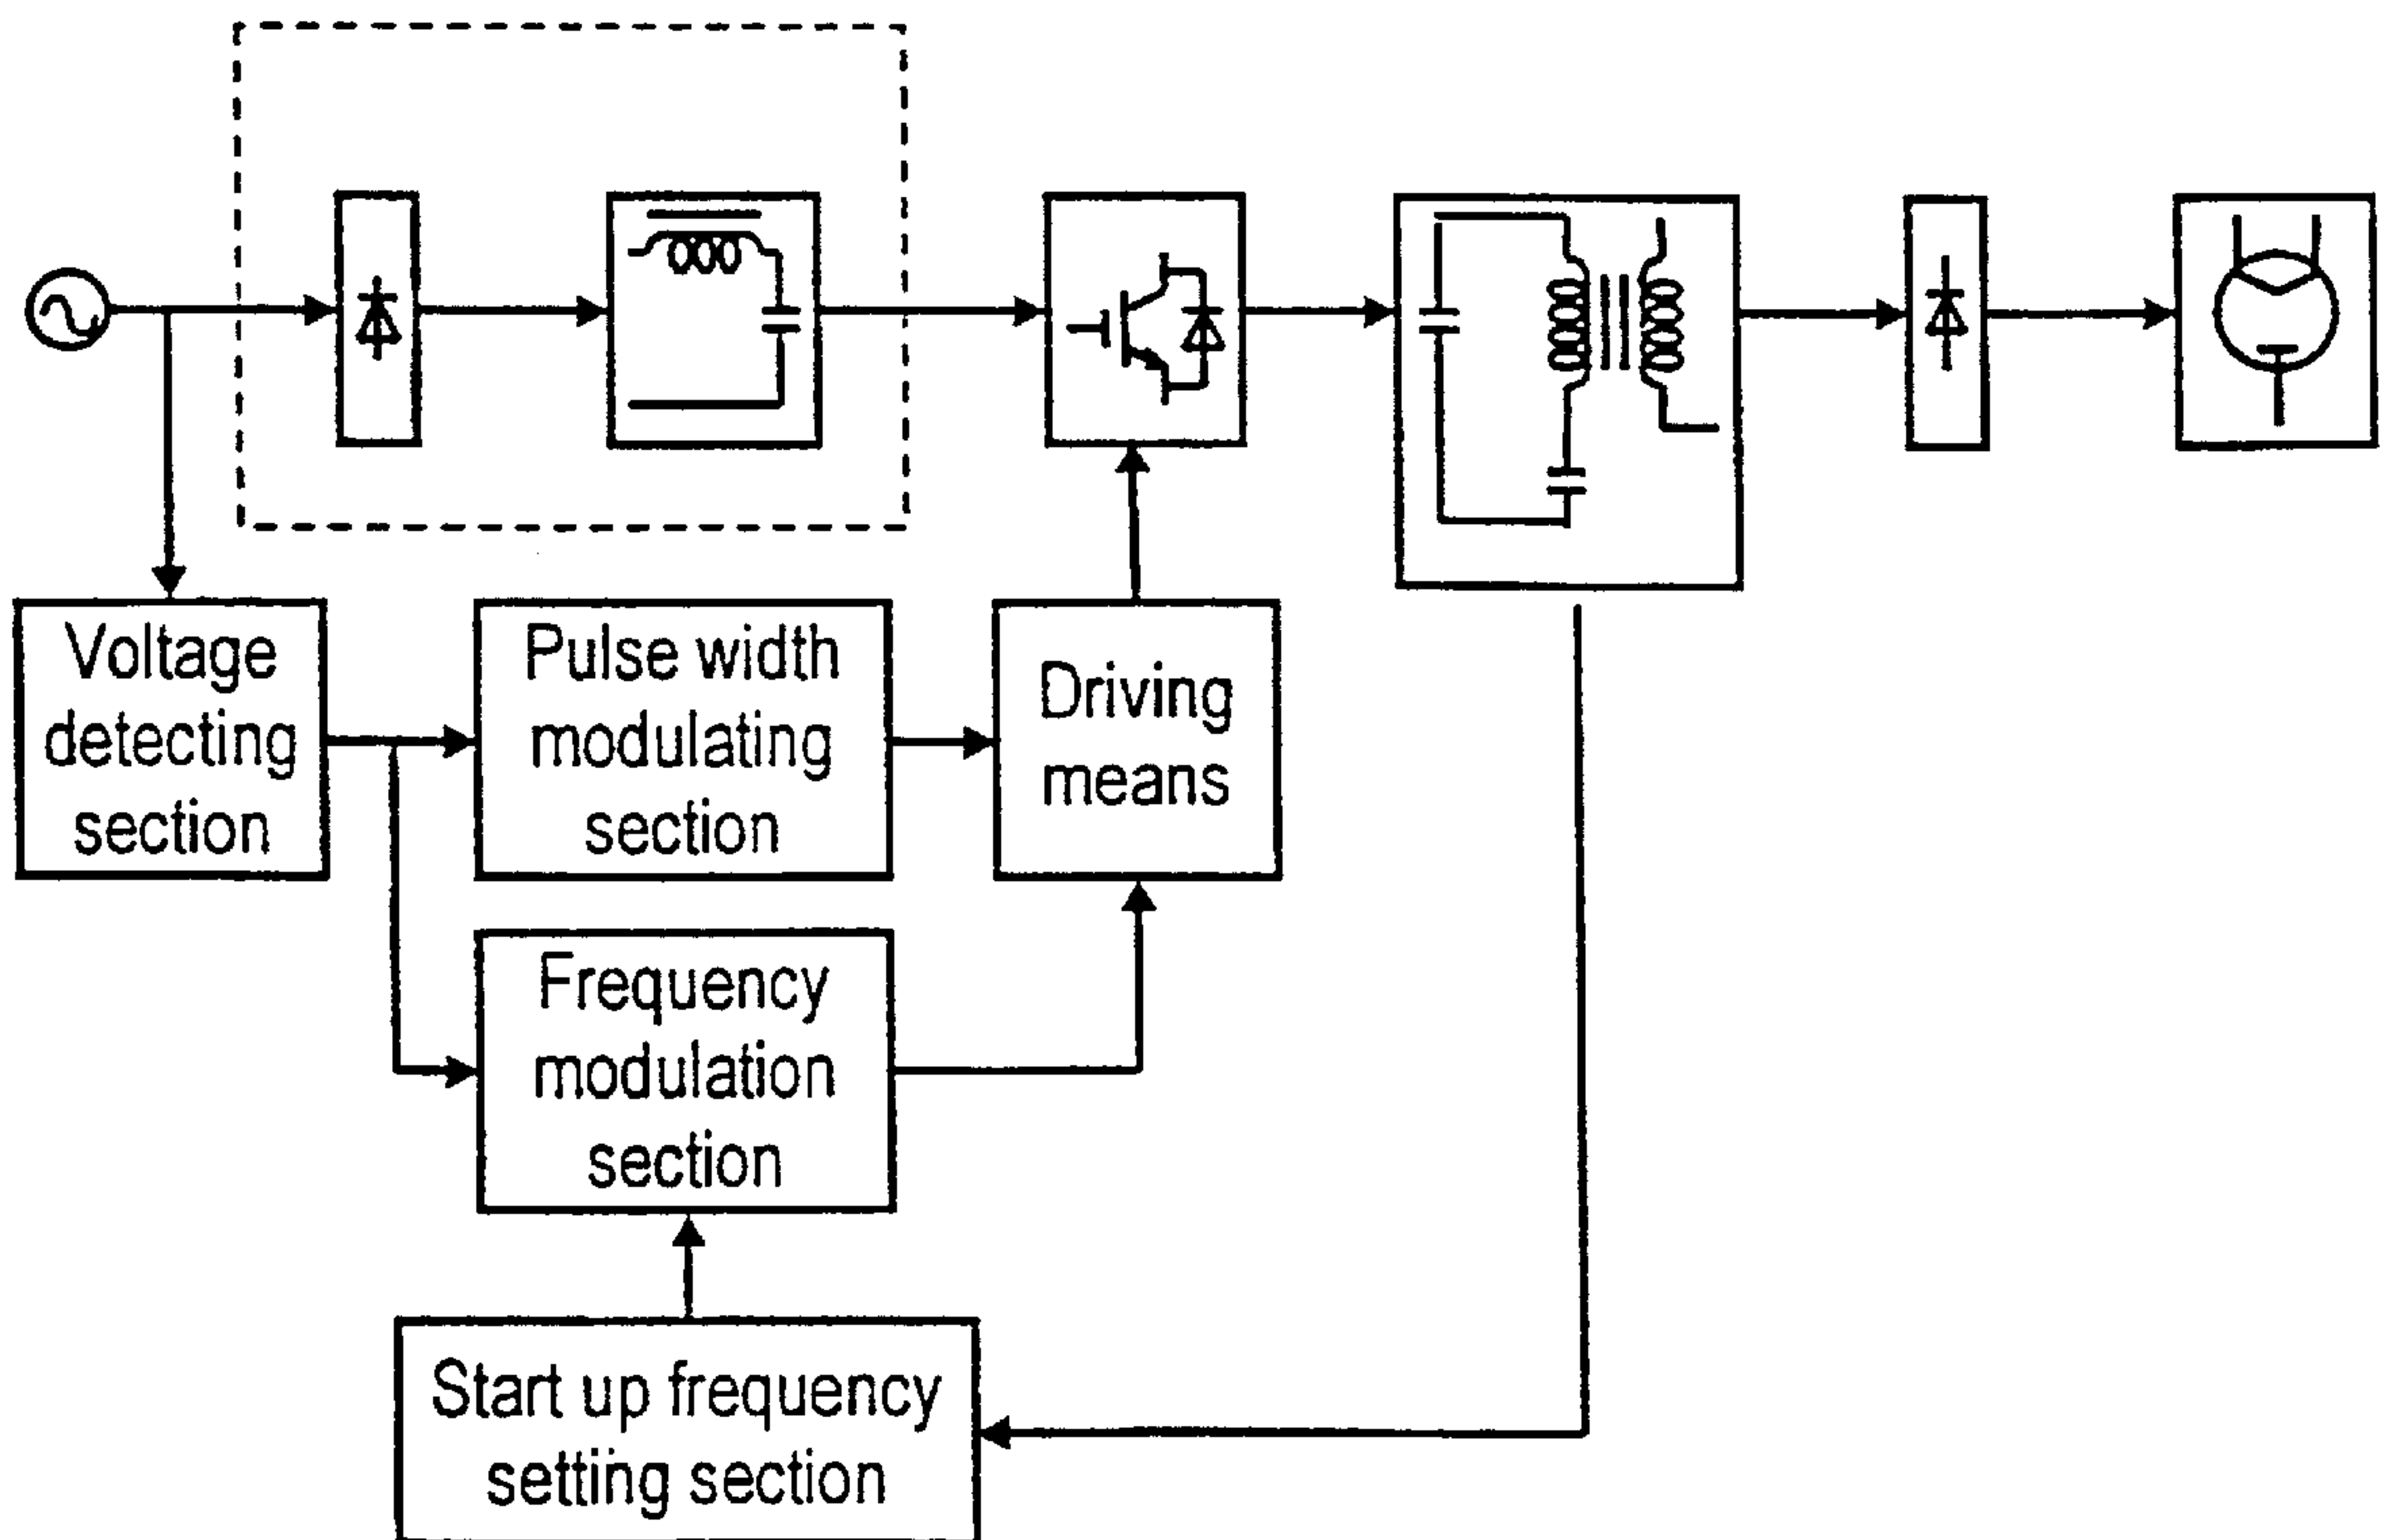 Voltage
detecting
section
Pulse width
modulating
section
Driving
means
Frequency
modulation
section
Start up frequency
setting section